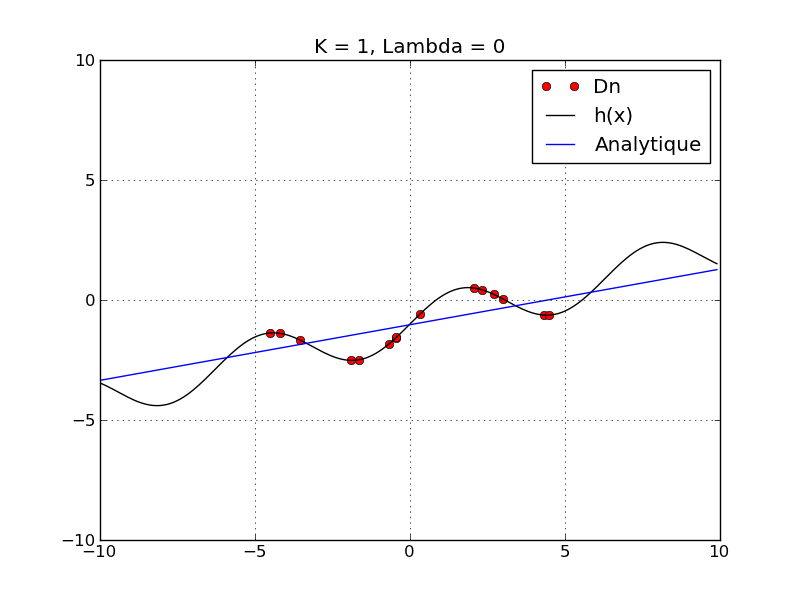 K = 1, Lambda = 0
Dn
h(x)
Analytique
10
5
0
−5
−10
−10 −5 0 5 10